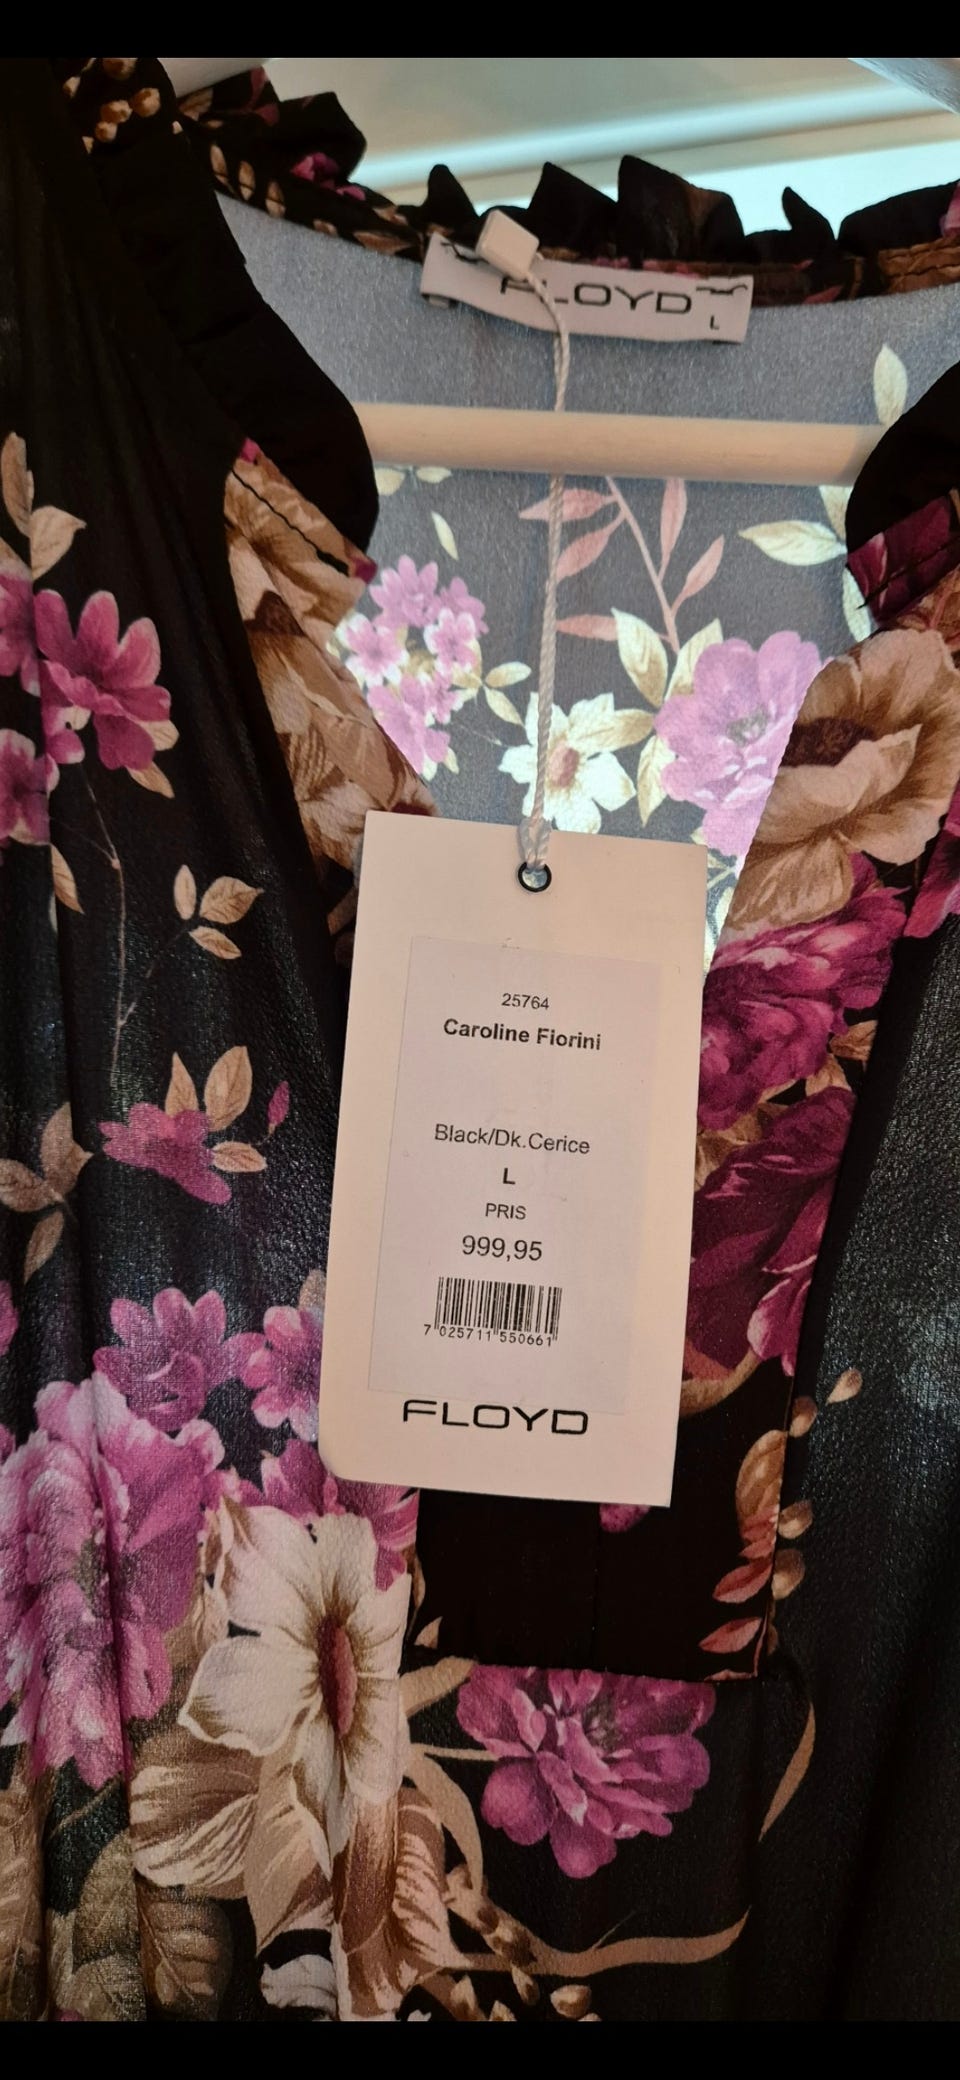 FLOYD
L
25764
Caroline Fiorini
Black/Dk.Cerice
L
PRIS
999,95
7 025711 550661
FLOYD